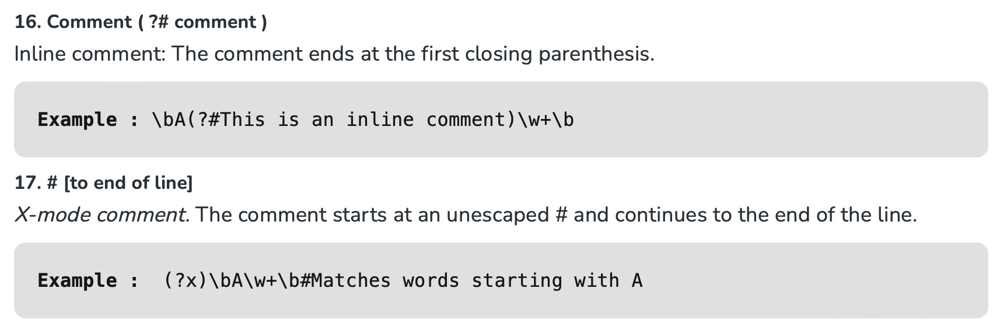 16. Comment ( ?# comment )
Inline comment: The comment ends at the first closing parenthesis.
Example : \bA(?#This is an inline comment)\w+\b
17. # [to end of line]
X-mode comment. The comment starts at an unescaped # and continues to the end of the line.
Example :  (?x)\bA\w+\b#Matches words starting with A